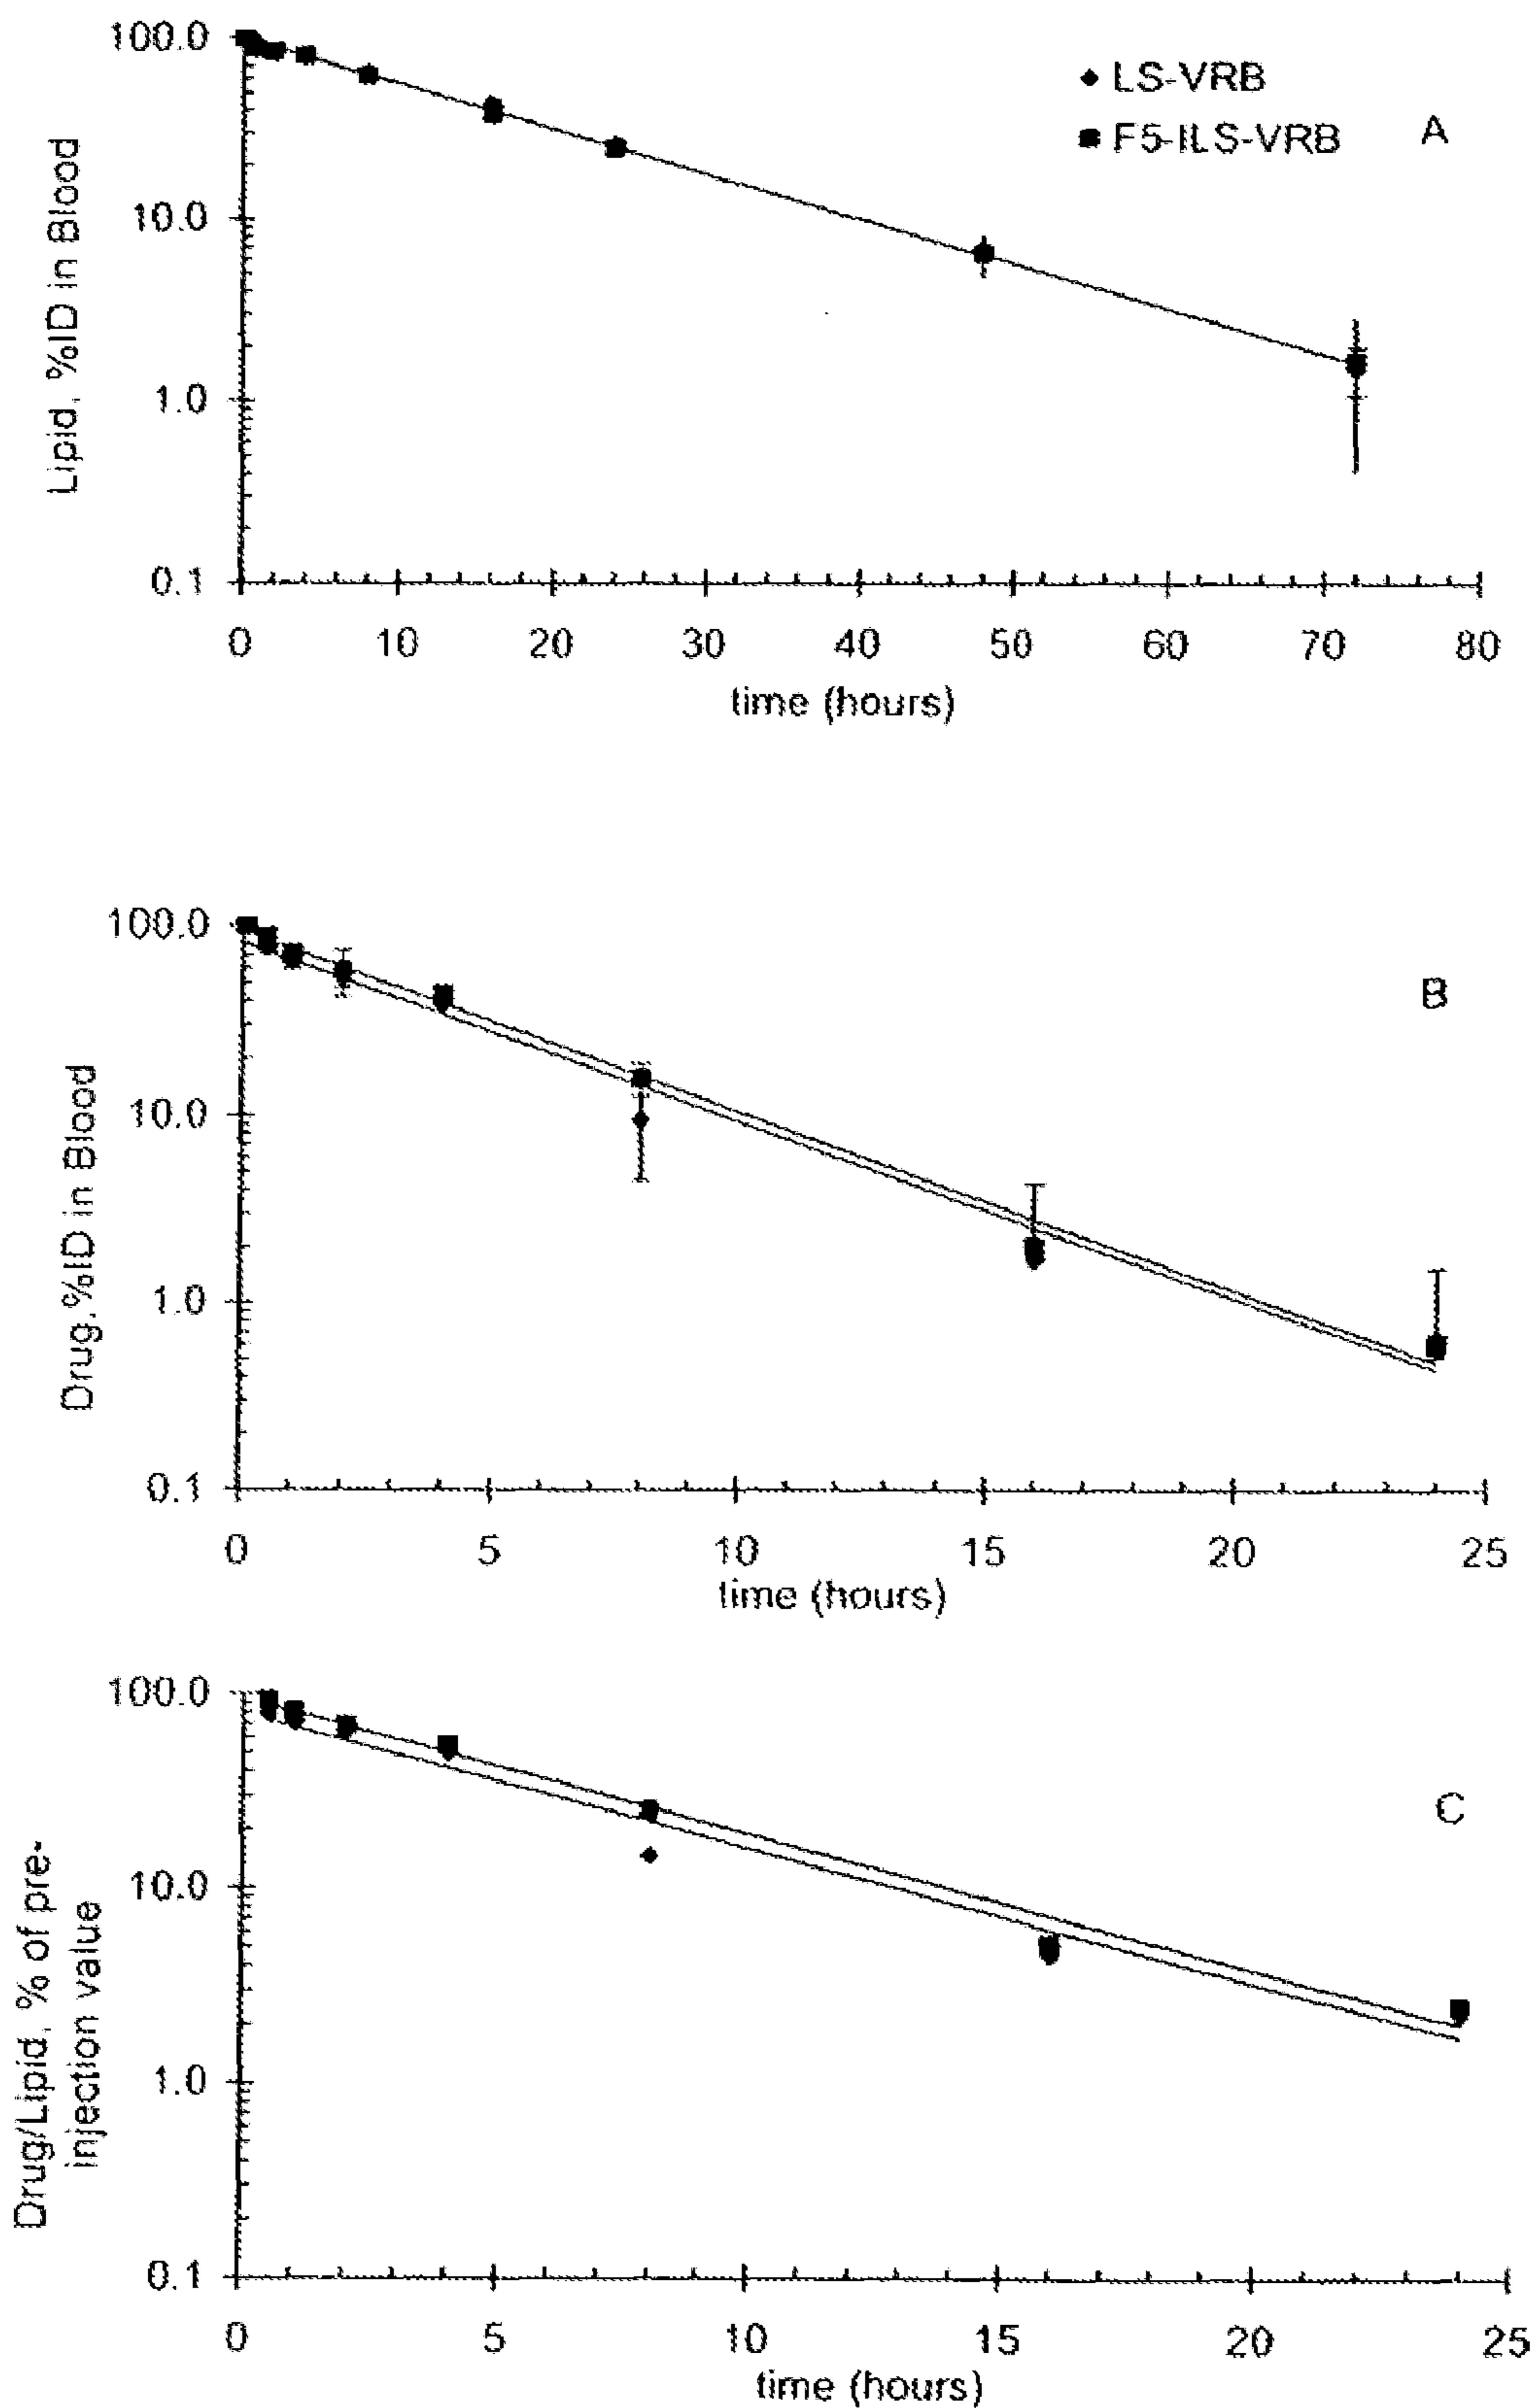 100.0
LS-VRB
F5-ILS-VRB
A
10.0
1.0
0.1
Lipid, %ID in Blood
0 10 20 30 40 50 60 70 80
time (hours)
100.0
B
10.0
1.0
0.1
Drug,%ID in Blood
0 5 10 15 20 25
time (hours)
100.0
C
10.0
1.0
0.1
Drug/Lipid, % of pre-
injection value
0 5 10 15 20 25
time (hours)